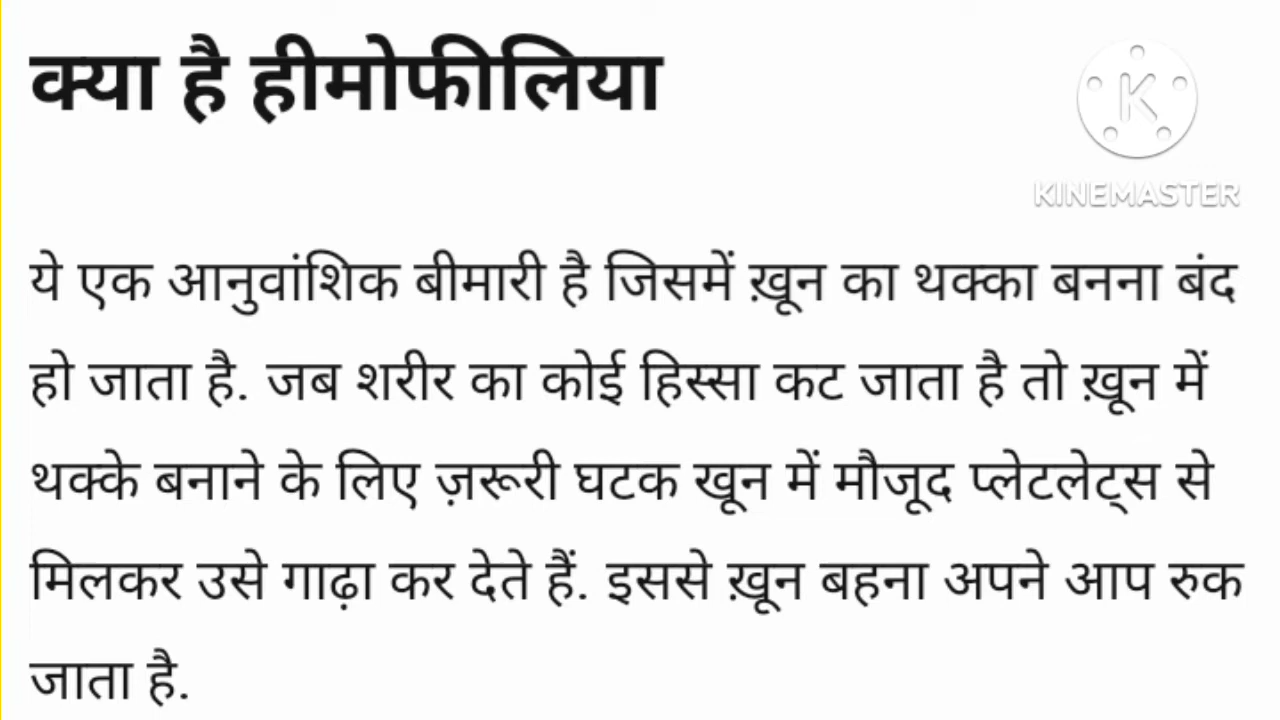 क्या है हीमोफीलिया
KINEMASTER
ये एक आनुवांशिक बीमारी है जिसमें ख़ून का थक्का बनना बंद
हो जाता है. जब शरीर का कोई हिस्सा कट जाता है तो ख़ून में
थक्के बनाने के लिए ज़रूरी घटक खून में मौजूद प्लेटलेट्स से
मिलकर उसे गाढ़ा कर देते हैं. इससे ख़ून बहना अपने आप रुक
जाता है.